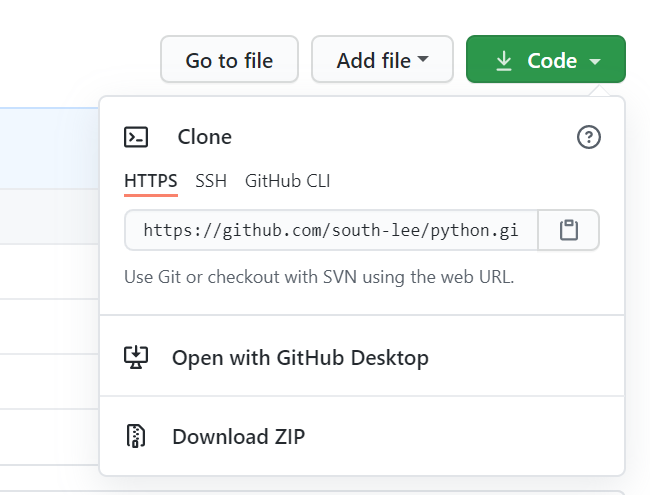 Go to file Add file Code
Clone
HTTPS SSH GitHub CLI
https://github.com/south-lee/python.gi
Use Git or checkout with SVN using the web URL.
Open with GitHub Desktop
Download ZIP